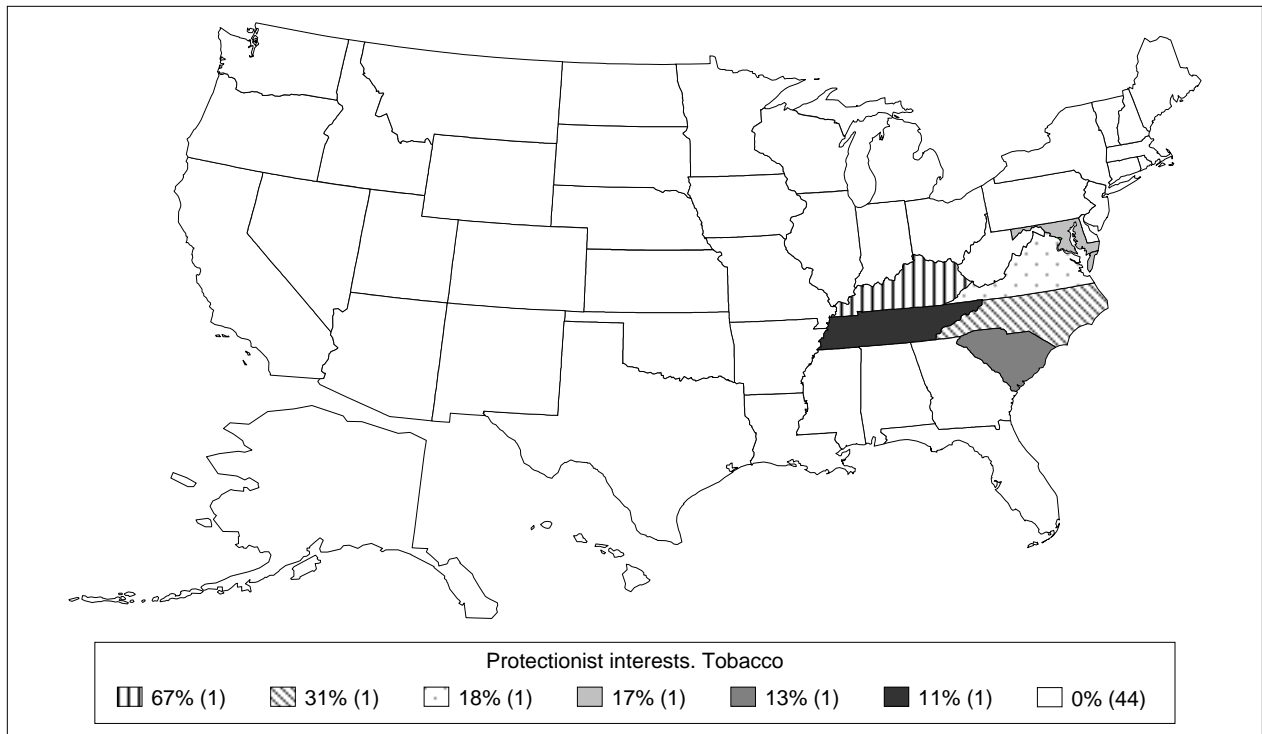 Protectionist interests. Tobacco
67% (1) 31% (1) 18% (1) 17% (1) 13% (1) 11% (1) 0% (44)